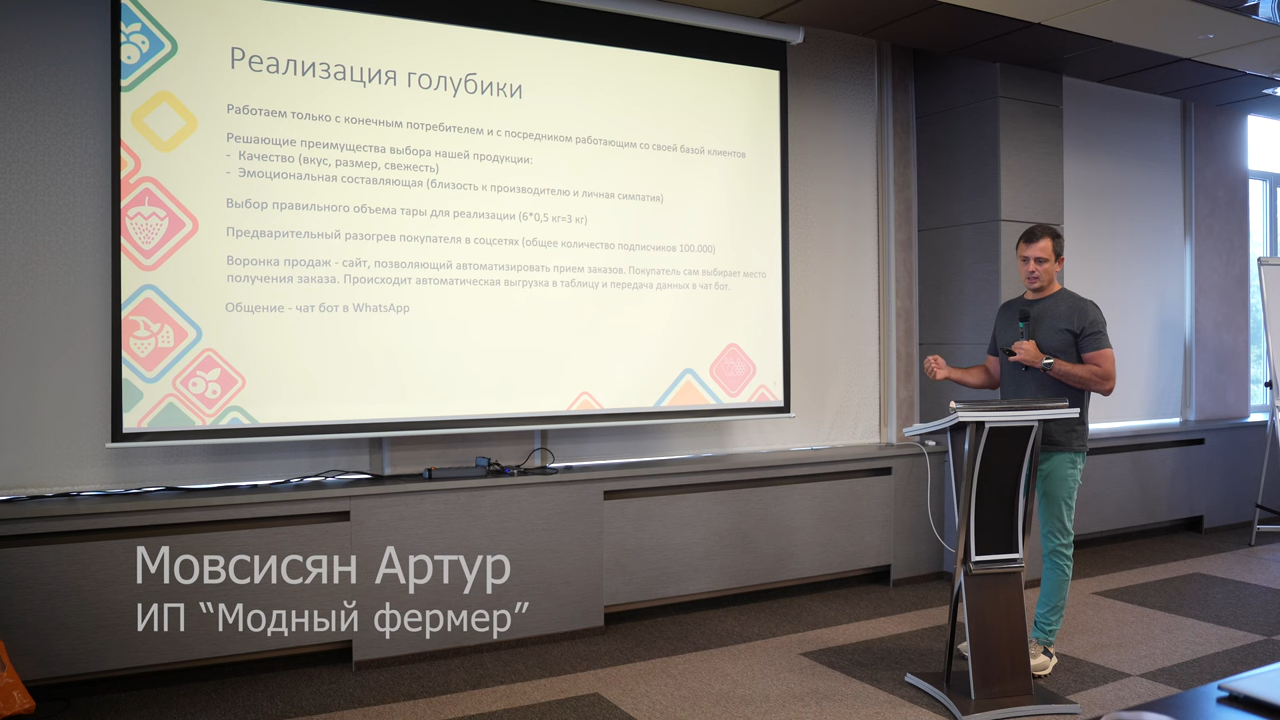 Реализация голубики
Работаем только с конечным потребителем и с посредником работающим со своей базой клиентов
Решающие преимущества выбора нашей продукции:
- Качество (вкус, размер, свежесть)
- Эмоциональная составляющая (близость к производителю и личная симпатия)
Выбор правильного объема тары для реализации (6*0,5 кг=3 кг)
Предварительный разогрев покупателя в соцсетях (общее количество подписчиков 100.000)
Воронка продаж - сайт, позволяющий автоматизировать прием заказов. Покупатель сам выбирает место
получения заказа. Происходит автоматическая выгрузка в таблицу и передача данных в чат бот.
Общение - чат бот в WhatsApp
Мовсисян Артур
ИП “Модный фермер”